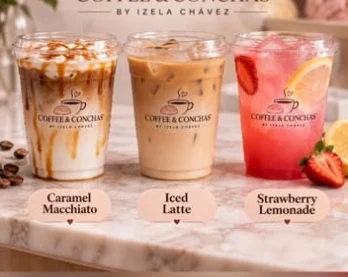 COFFEE & CONCHAS
BY IZELA CHÁVEZ
COFFEE & CONCHAS
BY IZELA CHÁVEZ
COFFEE & CONCHAS
BY IZELA CHÁVEZ
COFFEE & CONCHAS
BY IZELA CHÁVEZ
Caramel
Macchiato
Iced
Latte
Strawberry
Lemonade